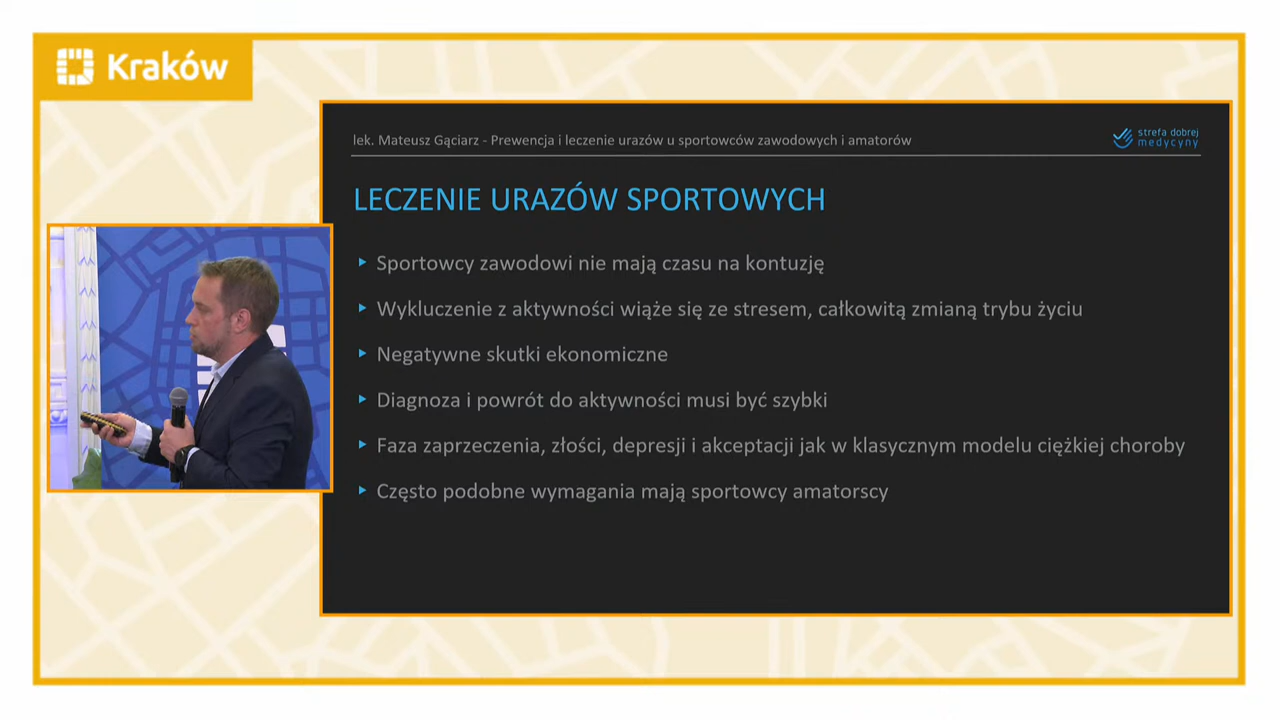 Kraków
lek. Mateusz Gąciarz - Prewencja i leczenie urazów u sportowców zawodowych i amatorów
strefa dobrej
medycyny
LECZENIE URAZÓW SPORTOWYCH
Sportowcy zawodowi nie mają czasu na kontuzję
Wykluczenie z aktywności wiąże się ze stresem, całkowitą zmianą trybu życiu
Negatywne skutki ekonomiczne
Diagnoza i powrót do aktywności musi być szybki
Faza zaprzeczenia, złości, depresji i akceptacji jak w klasycznym modelu ciężkiej choroby
Często podobne wymagania mają sportowcy amatorscy